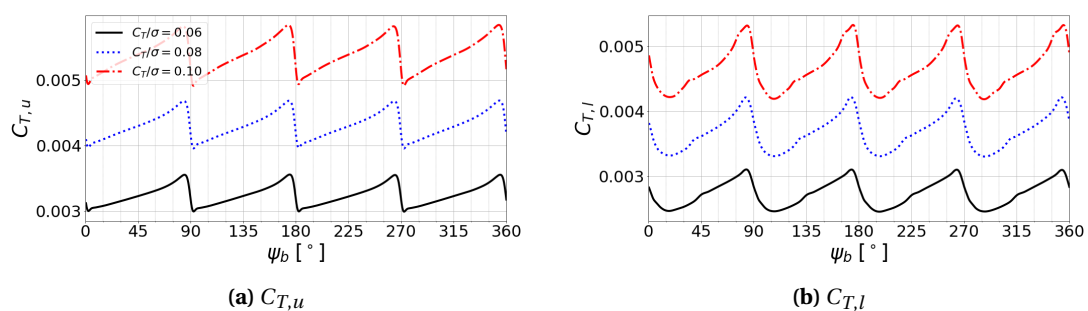 C_T/σ = 0.06
C_T/σ = 0.08
C_T/σ = 0.10
0.005
0.004
0.003
C_{T,u}
0 45 90 135 180 225 270 315 360
ψ_b [°]
(a) C_{T,u}
0.005
0.004
0.003
C_{T,l}
0 45 90 135 180 225 270 315 360
ψ_b [°]
(b) C_{T,l}